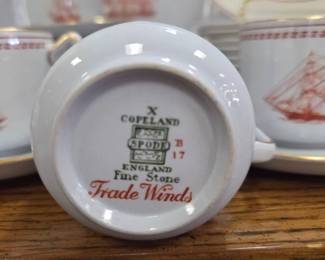 X
COPELAND
SPODE
B
17
ENGLAND
Fine Stone
Trade Winds